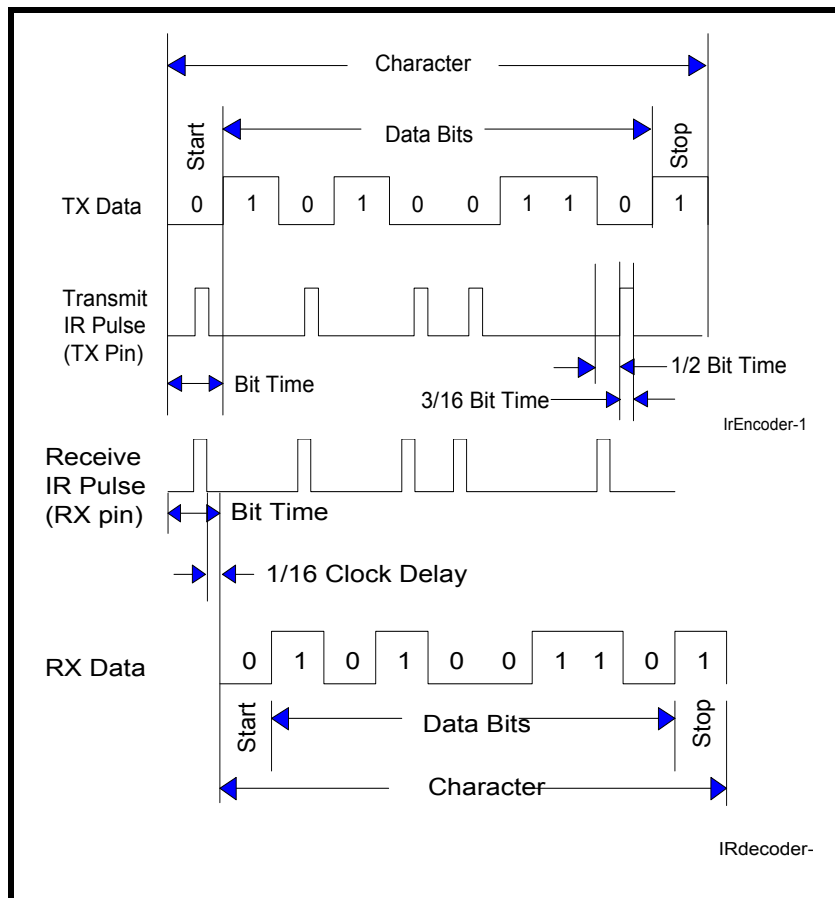 Character
Start
Data Bits
Stop
TX Data
0 1 0 1 0 0 1 1 0 1
Transmit
IR Pulse
(TX Pin)
Bit Time
1/2 Bit Time
3/16 Bit Time
IrEncoder-1
Receive
IR Pulse
(RX pin)
Bit Time
1/16 Clock Delay
RX Data
0 1 0 1 0 0 1 1 0 1
Start
Data Bits
Stop
Character
IRdecoder-